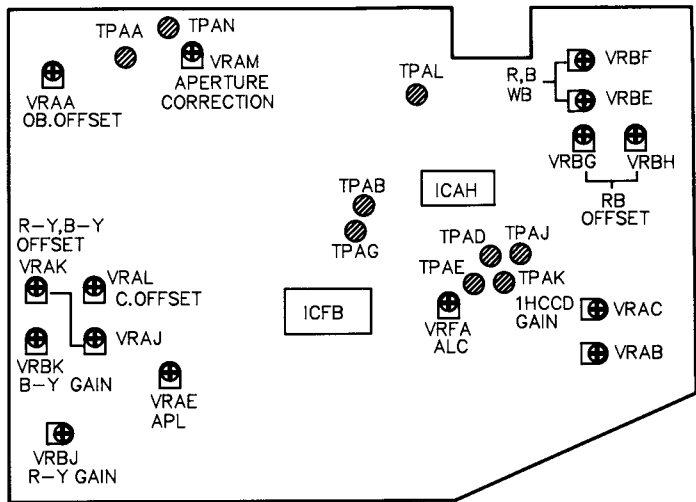 TPAA
TPAN
VRAM
APERTURE
CORRECTION
VRAA
OB.OFFSET
TPAL
R,B
WB
VRBF
VRBE
VRBG
VRBH
RB
OFFSET
TPAB
ICAH
TPAG
R-Y,B-Y
OFFSET
VRAK
VRAL
C.OFFSET
TPAD
TPAJ
TPAE
TPAK
ICFB
VRFA
ALC
1HCCD
GAIN
VRAC
VRAB
VRBK
B-Y GAIN
VRAJ
VRAE
APL
VRBJ
R-Y GAIN